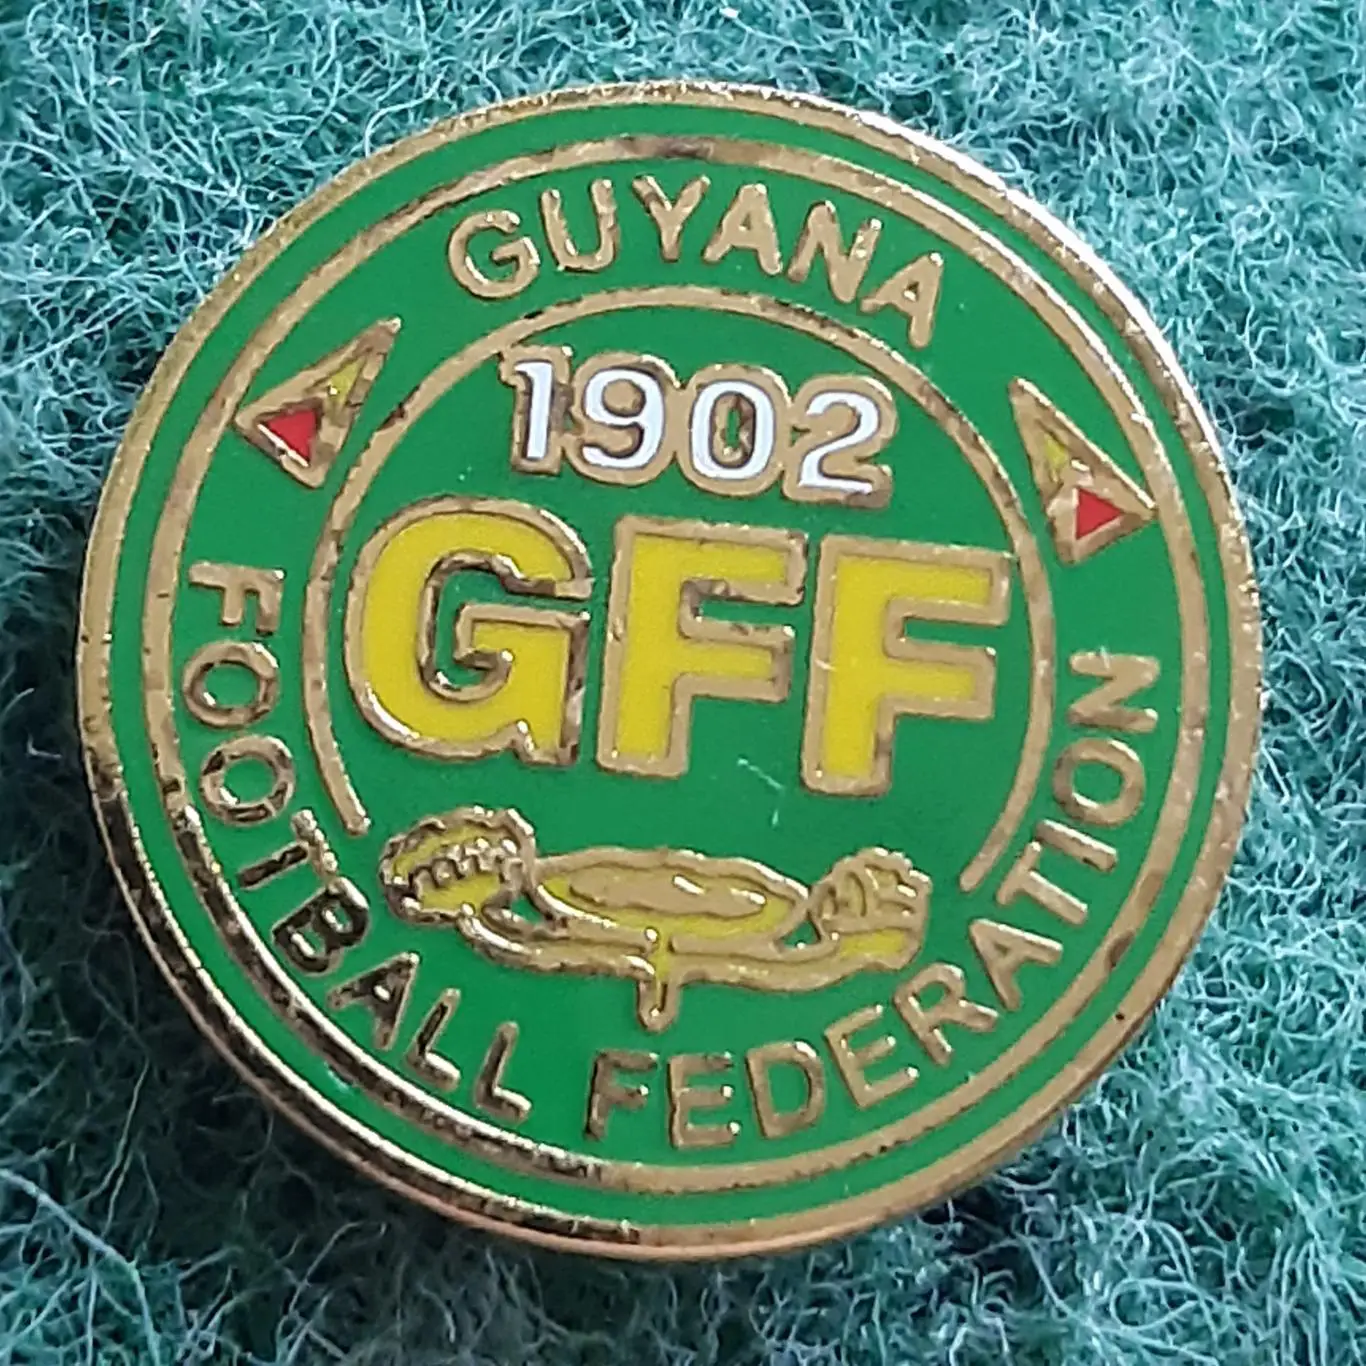 GUYANA
1902
GFF
FOOTBALL FEDERATION